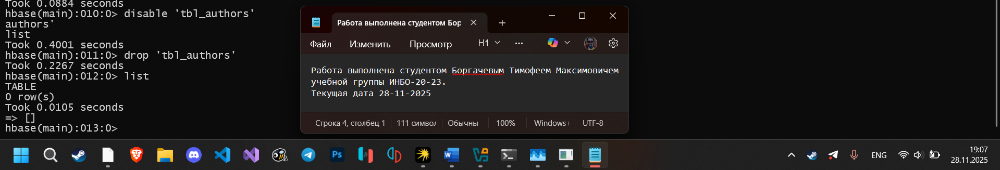 Took 0.0884 seconds
hbase(main):010:0> disable 'tbl_authors'
authors'
list
Took 0.4001 seconds
hbase(main):011:0> drop 'tbl_authors'
Took 0.2267 seconds
hbase(main):012:0> list
TABLE
0 row(s)
Took 0.0105 seconds
=> []
hbase(main):013:0>
Работа выполнена студентом Бор
Файл Изменить Просмотр H1
Работа выполнена студентом Боргачевым Тимофеем Максимовичем
учебной группы ИНБО-20-23.
Текущая дата 28-11-2025
Строка 4, столбец 1 111 символ Обычны 100% Windows UTF-8
Ps W
ENG 19:07
28.11.2025